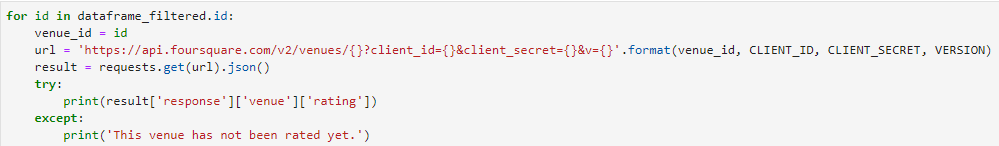 for id in dataframe_filtered.id:
    venue_id = id
    url = 'https://api.foursquare.com/v2/venues/{}?client_id={}&client_secret={}&v={}'.format(venue_id, CLIENT_ID, CLIENT_SECRET, VERSION)
    result = requests.get(url).json()
    try:
        print(result['response']['venue']['rating'])
    except:
        print('This venue has not been rated yet.')